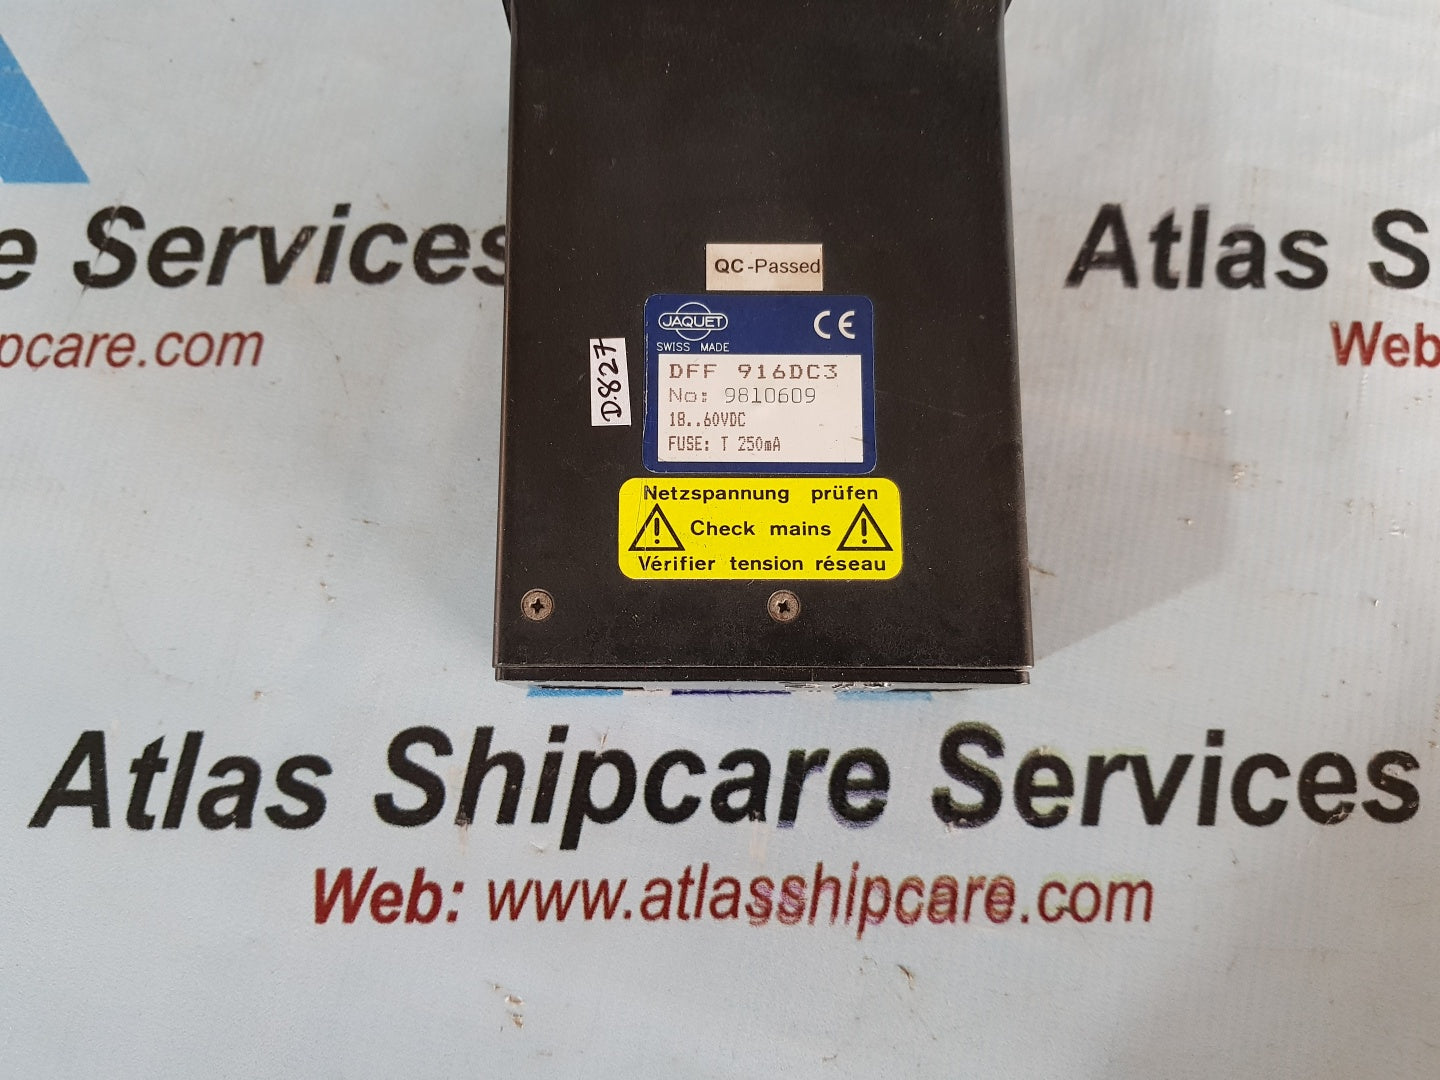 e Services
pcare.com
Atlas S
Web
QC-Passed
JAQUET
SWISS MADE
CE
DFF 916DC3
No: 9810609
18..60VDC
FUSE: T 250mA
D.827
Netzspannung prüfen
Check mains
Vérifier tension réseau
Atlas Shipcare Services
Web: www.atlasshipcare.com